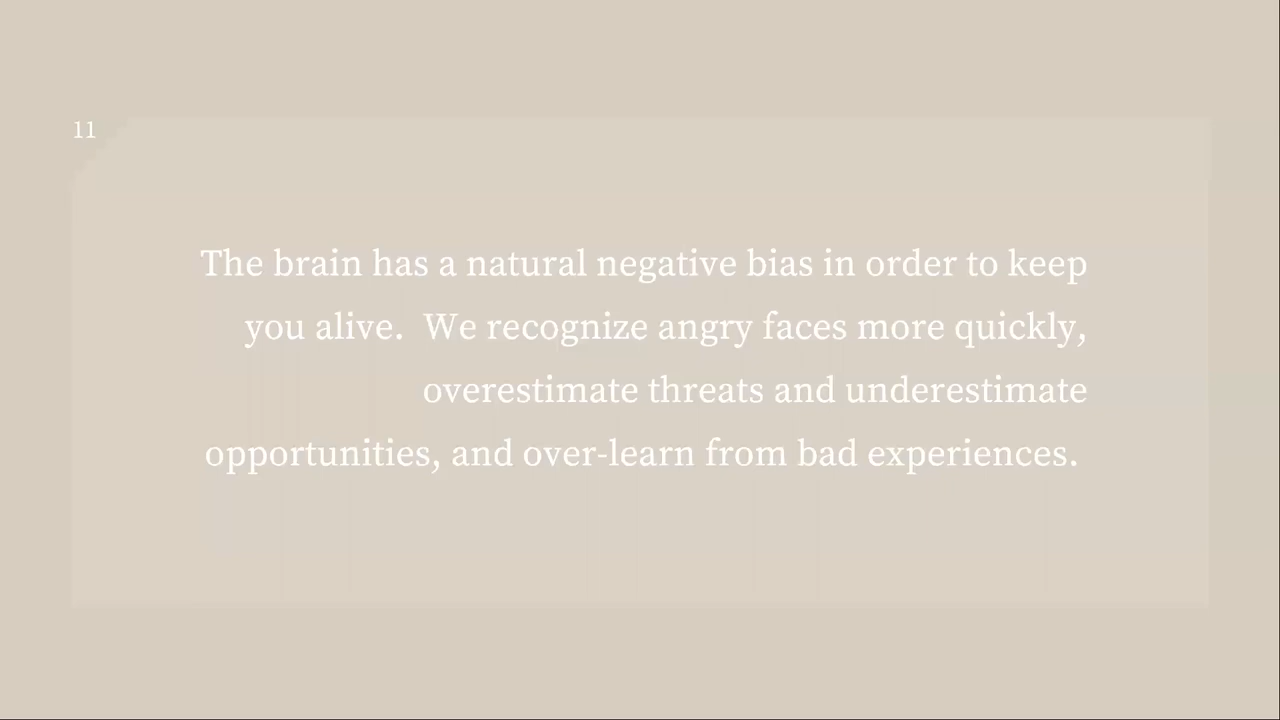 11
The brain has a natural negative bias in order to keep
you alive.  We recognize angry faces more quickly,
overestimate threats and underestimate
opportunities, and over-learn from bad experiences.